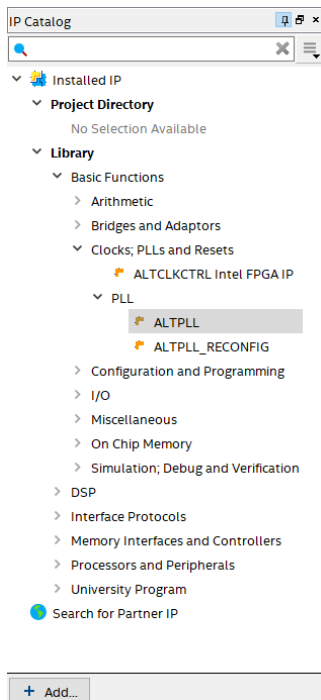 IP Catalog
Installed IP
Project Directory
No Selection Available
Library
Basic Functions
Arithmetic
Bridges and Adaptors
Clocks; PLLs and Resets
ALTCLKCTRL Intel FPGA IP
PLL
ALTPLL
ALTPLL_RECONFIG
Configuration and Programming
I/O
Miscellaneous
On Chip Memory
Simulation; Debug and Verification
DSP
Interface Protocols
Memory Interfaces and Controllers
Processors and Peripherals
University Program
Search for Partner IP
+ Add...